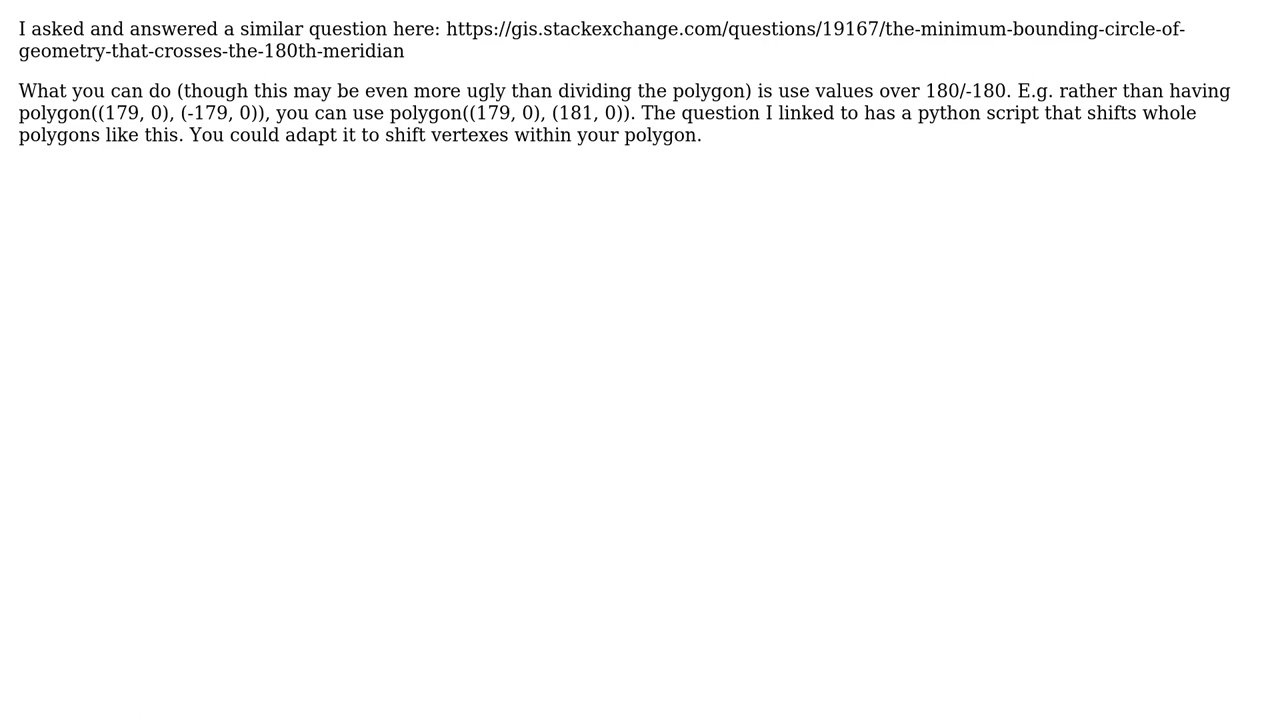 I asked and answered a similar question here: https://gis.stackexchange.com/questions/19167/the-minimum-bounding-circle-of-
geometry-that-crosses-the-180th-meridian
What you can do (though this may be even more ugly than dividing the polygon) is use values over 180/-180. E.g. rather than having
polygon((179, 0), (-179, 0)), you can use polygon((179, 0), (181, 0)). The question I linked to has a python script that shifts whole
polygons like this. You could adapt it to shift vertexes within your polygon.